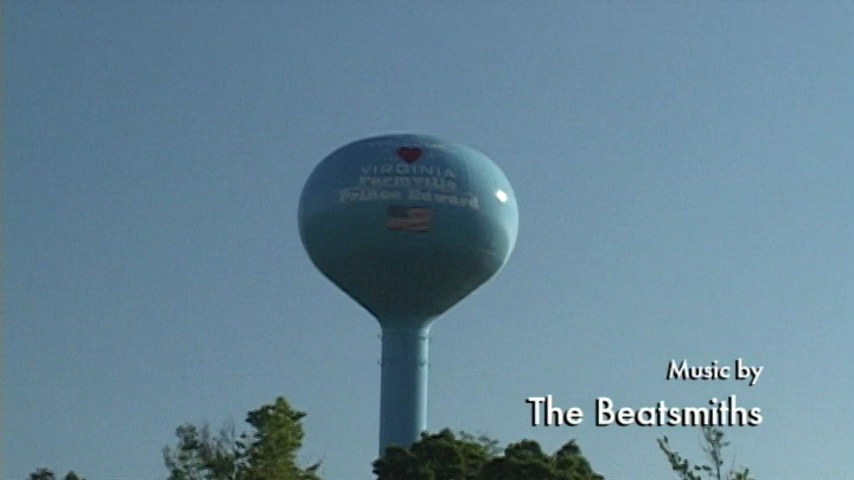 VIRGINIA
Farmville
Prince Edward
Music by
The Beatsmiths